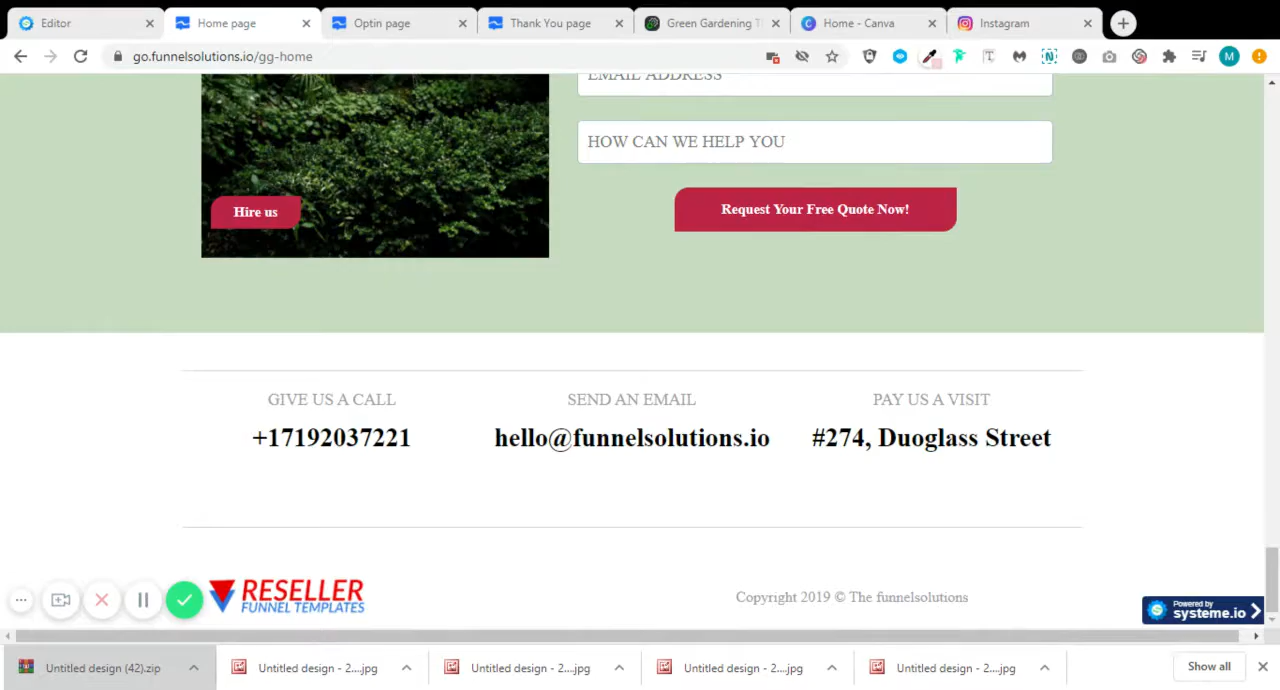 Editor
Home page
Optin page
Thank You page
Green Gardening T
Home - Canva
Instagram
go.funnelsolutions.io/gg-home
M
EMAIL ADDRESS
HOW CAN WE HELP YOU
Hire us
Request Your Free Quote Now!
GIVE US A CALL
SEND AN EMAIL
PAY US A VISIT
+17192037221
hello@funnelsolutions.io
#274, Duoglass Street
RESELLER
FUNNEL TEMPLATES
Copyright 2019 © The funnelsolutions
Powered by
systeme.io
Untitled design (42).zip
Untitled design - 2....jpg
Untitled design - 2....jpg
Untitled design - 2....jpg
Untitled design - 2....jpg
Show all